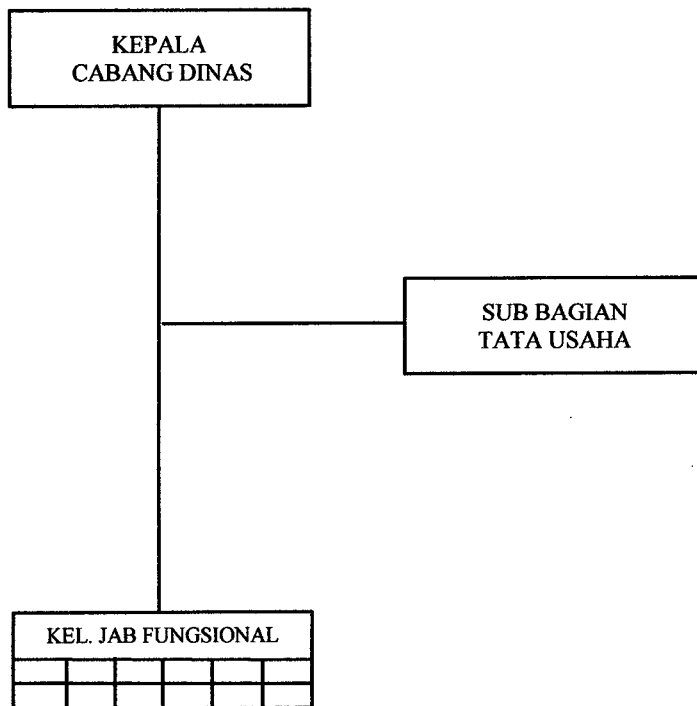 KEPALA
CABANG DINAS
SUB BAGIAN
TATA USAHA
KEL. JAB FUNGSIONAL